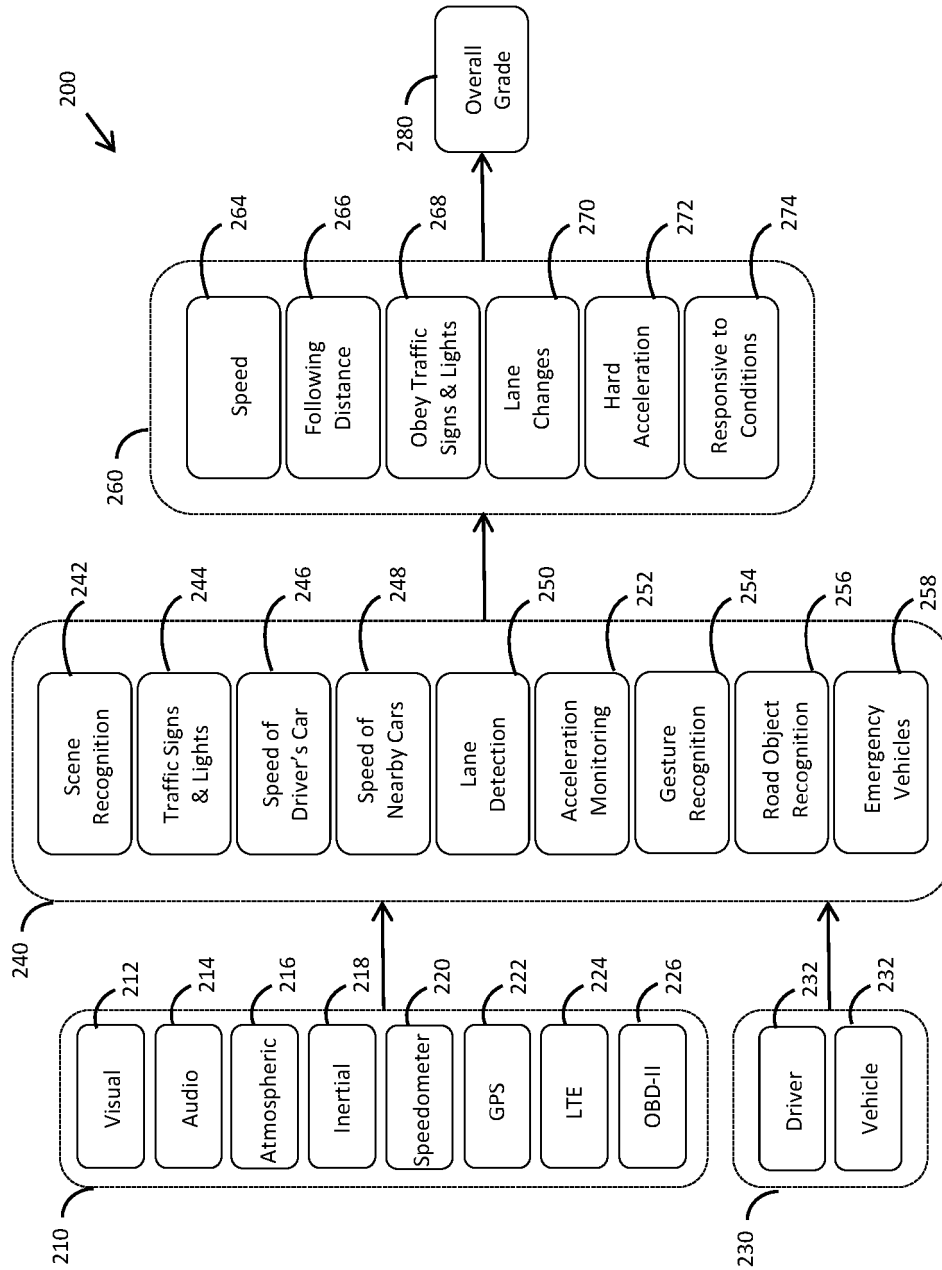 200
210
Visual
212
Audio
214
Atmospheric
216
Inertial
218
Speedometer
220
GPS
222
LTE
224
OBD-II
226
230
Driver
232
Vehicle
232
240
Scene
Recognition
242
Traffic Signs
& Lights
244
Speed of
Driver's Car
246
Speed of
Nearby Cars
248
Lane
Detection
250
Acceleration
Monitoring
252
Gesture
Recognition
254
Road Object
Recognition
256
Emergency
Vehicles
258
260
Speed
264
Following
Distance
266
Obey Traffic
Signs & Lights
268
Lane
Changes
270
Hard
Acceleration
272
Responsive to
Conditions
274
280
Overall
Grade